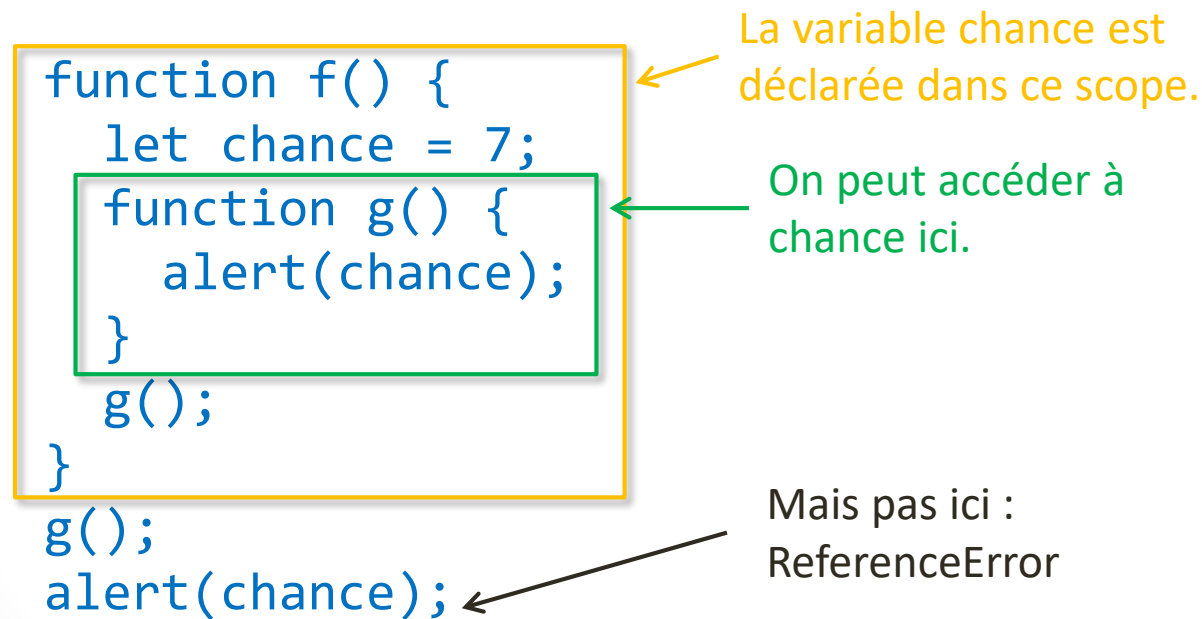 function f() {
  let chance = 7;
  function g() {
    alert(chance);
  }
  g();
}
g();
alert(chance);
La variable chance est
déclarée dans ce scope.
On peut accéder à
chance ici.
Mais pas ici :
ReferenceError